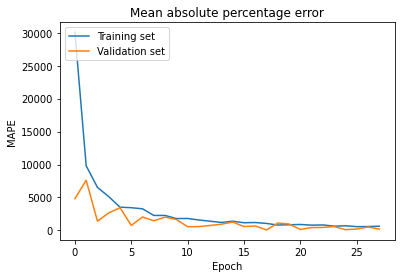 Mean absolute percentage error
Training set
Validation set
30000
25000
20000
15000
10000
5000
0
MAPE
0 5 10 15 20 25
Epoch